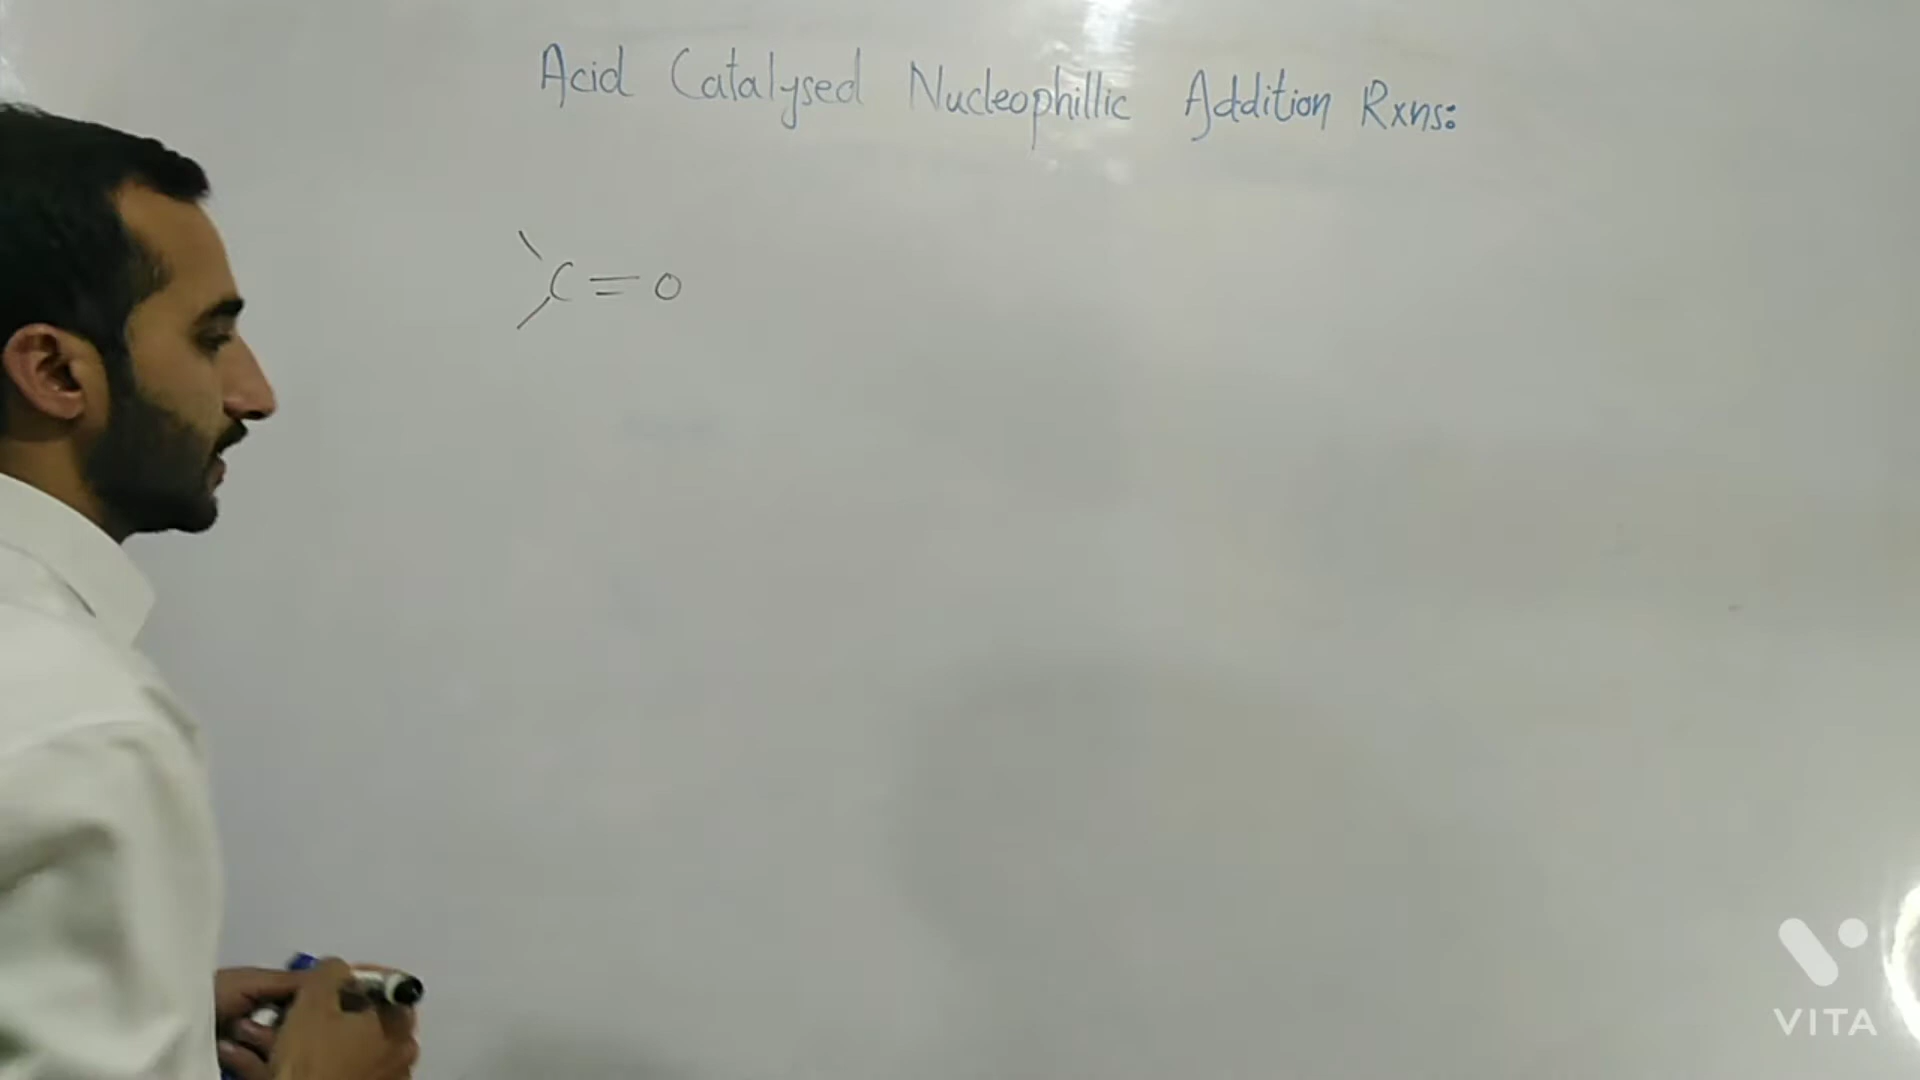 Acid Catalysed Nucleophillic Addition Rxns:
C = O
VITA